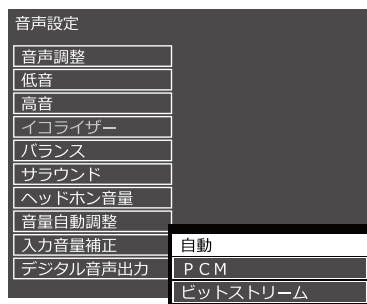 音声設定
音声調整
低音
高音
イコライザー
バランス
サラウンド
ヘッドホン音量
音量自動調整
入力音量補正
デジタル音声出力
自動
ＰＣＭ
ビットストリーム